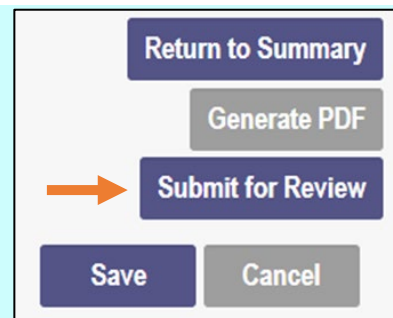 Return to Summary
Generate PDF
Submit for Review
Save Cancel